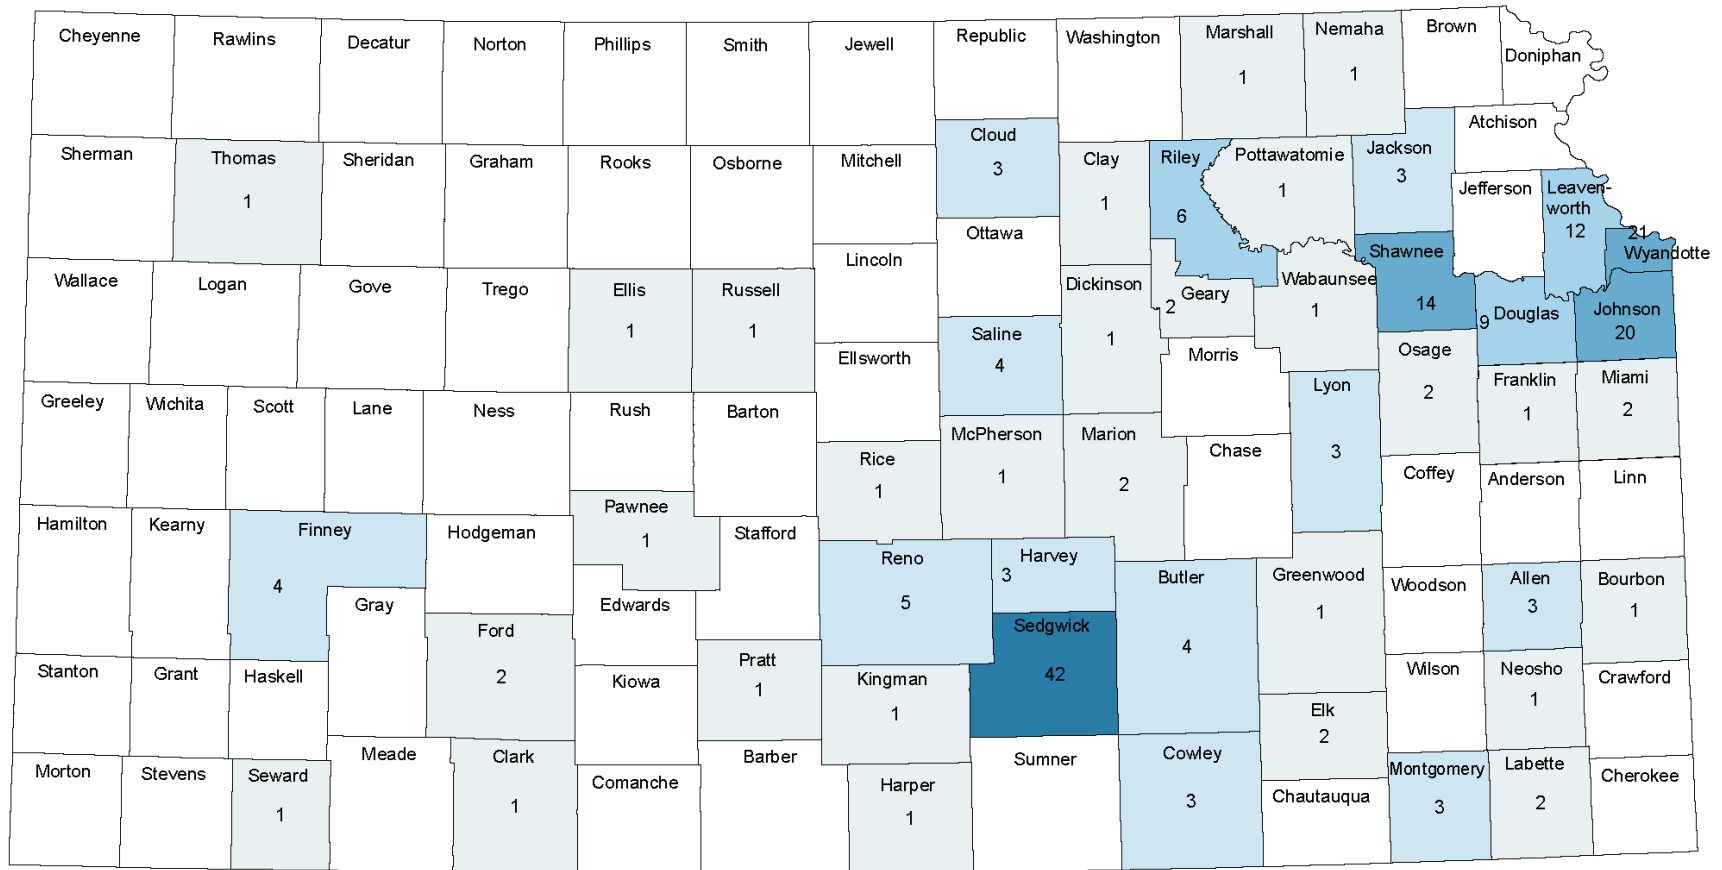 Cheyenne
Rawlins
Decatur
Norton
Phillips
Smith
Jewell
Republic
Washington
Marshall
1
Nemaha
1
Brown
Doniphan
Sherman
Thomas
1
Sheridan
Graham
Rooks
Osborne
Mitchell
Cloud
3
Clay
1
Riley
6
Pottawatomie
1
Jackson
3
Atchison
Jefferson
Leaven-
worth
12
21
Wyandotte
Wallace
Logan
Gove
Trego
Ellis
1
Russell
1
Lincoln
Ottawa
Dickinson
1
2
Geary
Wabaunsee
1
Shawnee
14
9
Douglas
Johnson
20
Saline
4
Ellsworth
Morris
Osage
2
Franklin
1
Miami
2
Greeley
Wichita
Scott
Lane
Ness
Rush
Barton
Rice
1
McPherson
1
Marion
2
Chase
Lyon
3
Coffey
Anderson
Linn
Hamilton
Kearny
Finney
4
Hodgeman
Pawnee
1
Stafford
Reno
5
Harvey
3
Butler
4
Greenwood
1
Woodson
Allen
3
Bourbon
1
Gray
Edwards
Ford
2
Sedgwick
42
Stanton
Grant
Haskell
Kiowa
Pratt
1
Kingman
1
Elk
2
Wilson
Neosho
1
Crawford
Morton
Stevens
Seward
1
Meade
Clark
1
Comanche
Barber
Harper
1
Sumner
Cowley
3
Chautauqua
Montgomery
3
Labette
2
Cherokee